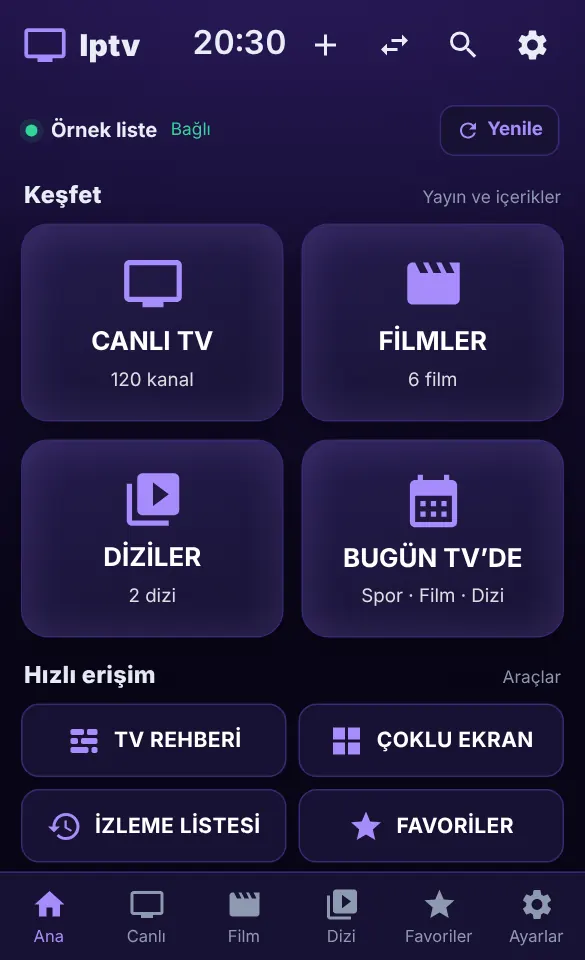 Iptv 20:30
Örnek liste Bağlı Yenile
Keşfet Yayın ve içerikler
CANLI TV
120 kanal
FİLMLER
6 film
DİZİLER
2 dizi
BUGÜN TV’DE
Spor · Film · Dizi
Hızlı erişim Araçlar
TV REHBERİ
ÇOKLU EKRAN
İZLEME LİSTESİ
FAVORİLER
Ana Canlı Film Dizi Favoriler Ayarlar